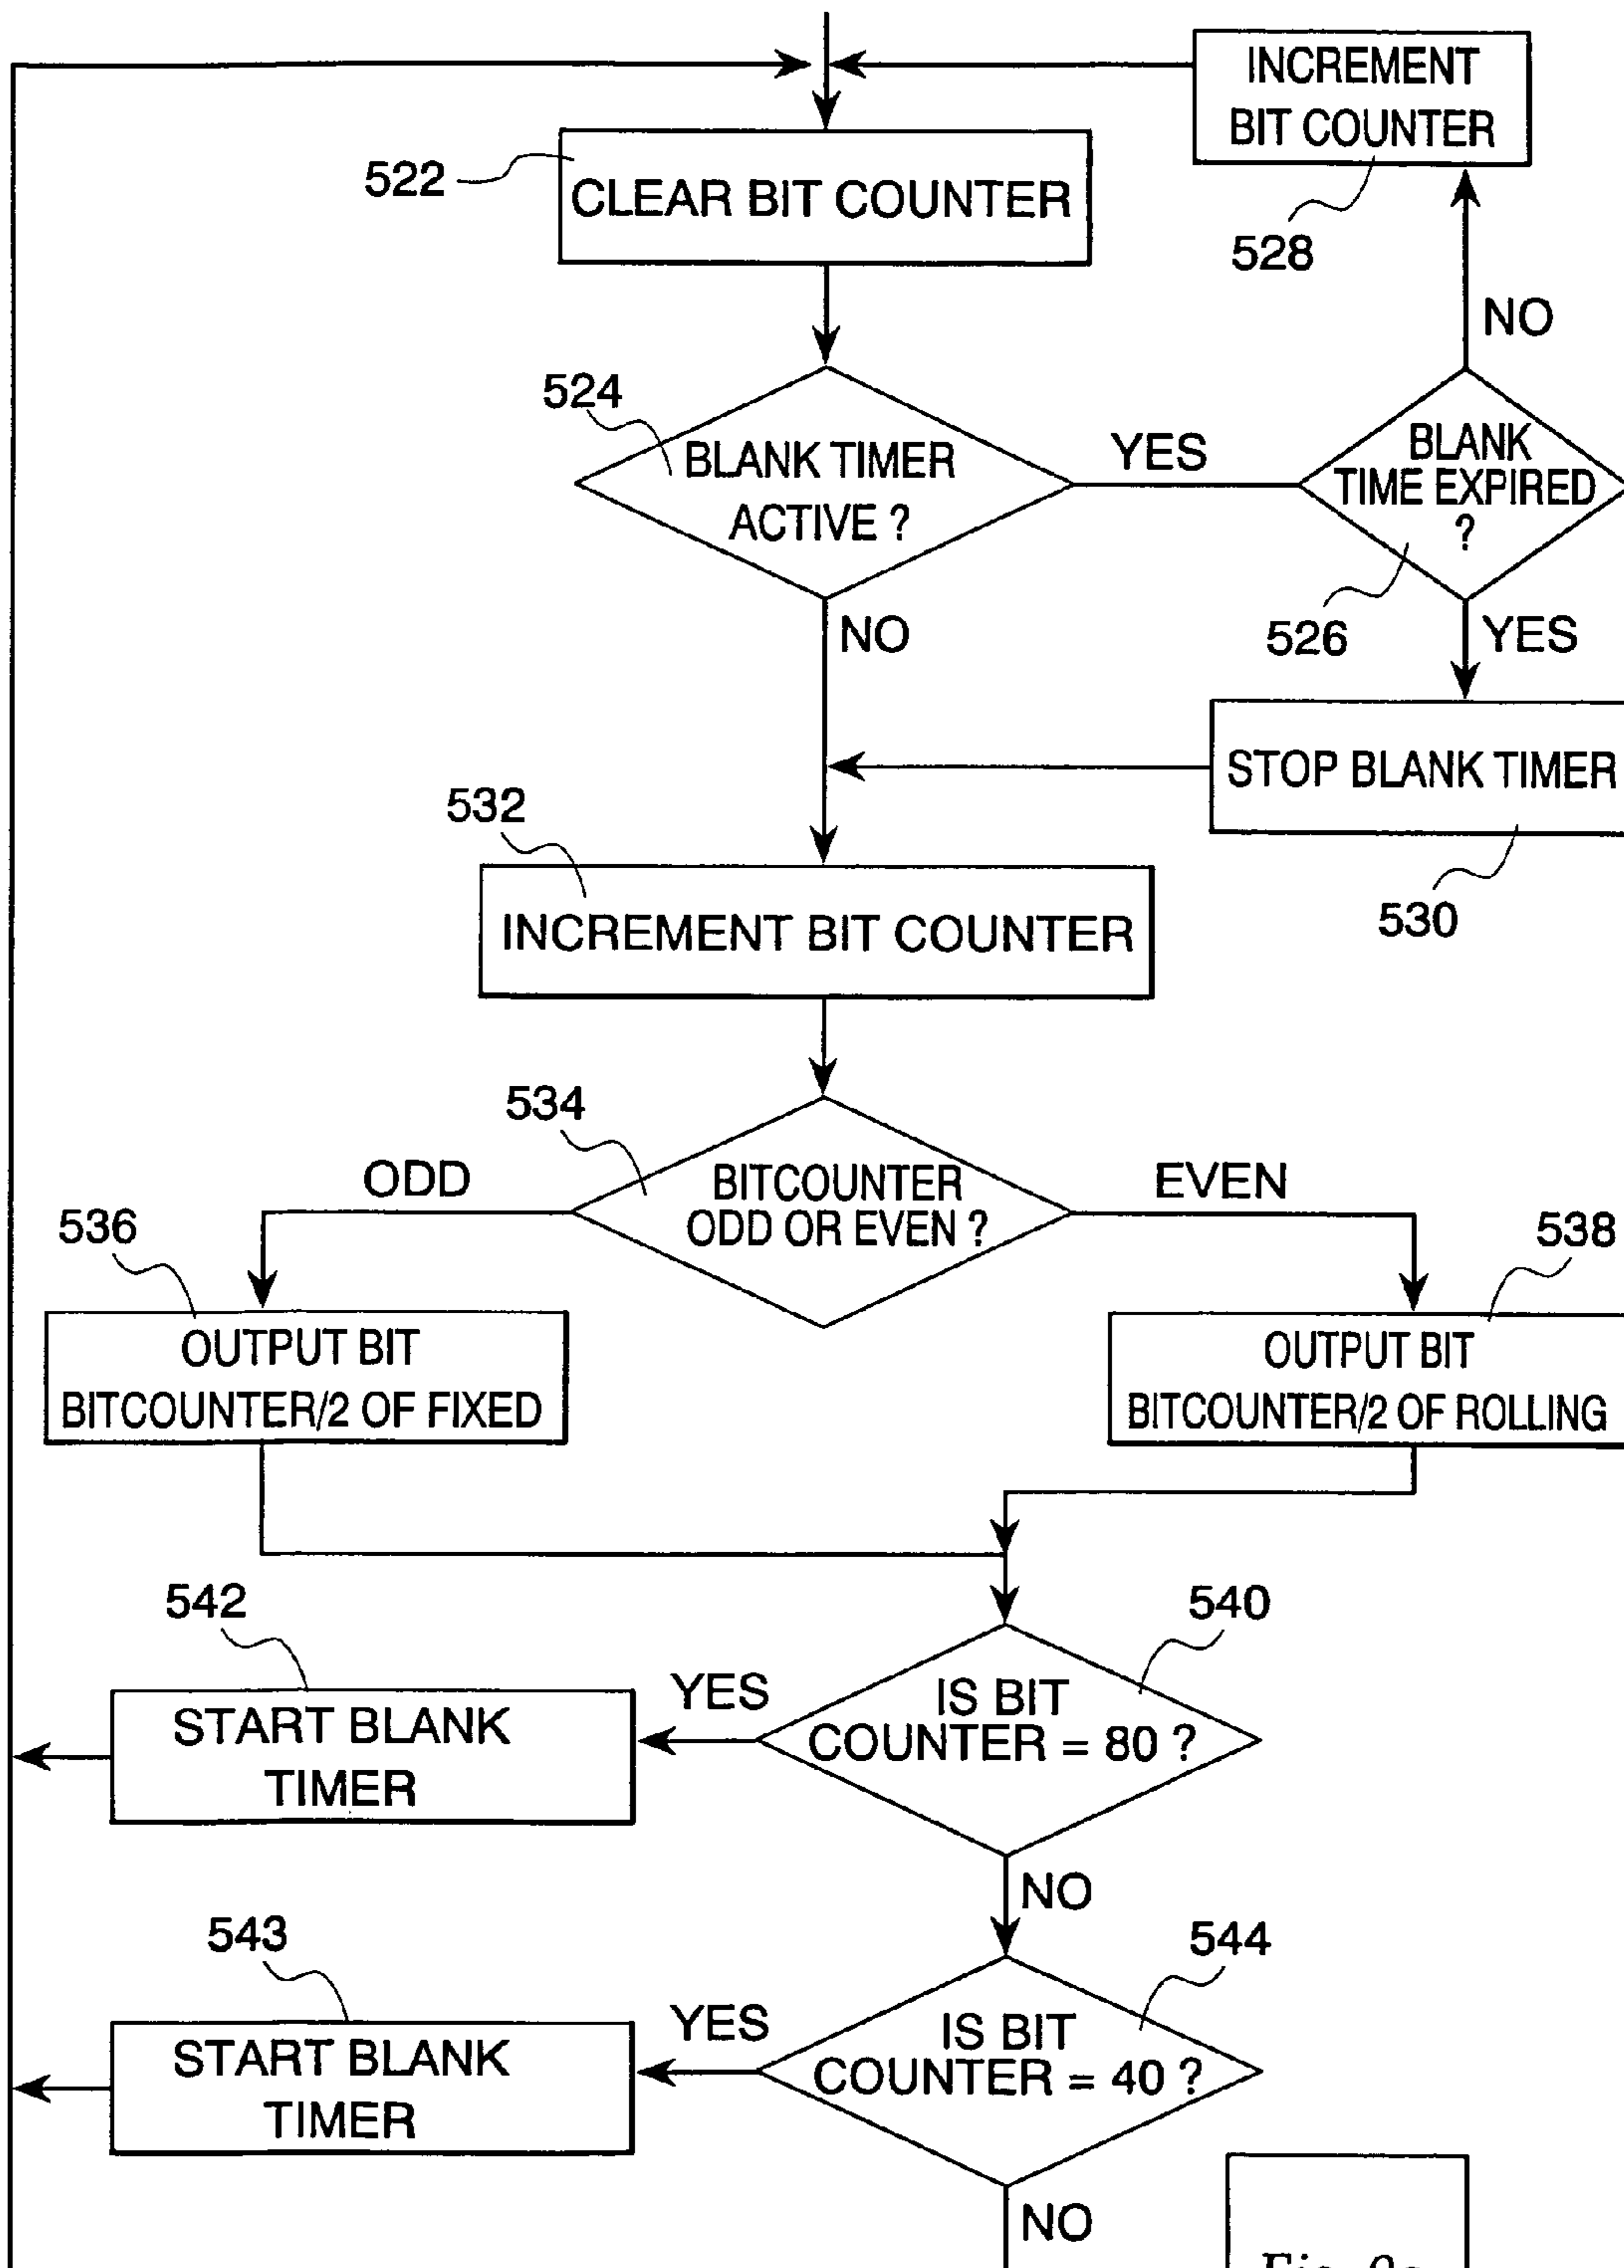 INCREMENT
BIT COUNTER
522
CLEAR BIT COUNTER
528
NO
524
BLANK TIMER
ACTIVE ?
YES
BLANK
TIME EXPIRED
?
526
NO
YES
STOP BLANK TIMER
530
532
INCREMENT BIT COUNTER
534
BITCOUNTER
ODD OR EVEN ?
ODD
EVEN
536
538
OUTPUT BIT
BITCOUNTER/2 OF FIXED
OUTPUT BIT
BITCOUNTER/2 OF ROLLING
542
540
START BLANK
TIMER
YES
IS BIT
COUNTER = 80 ?
NO
543
544
START BLANK
TIMER
YES
IS BIT
COUNTER = 40 ?
NO